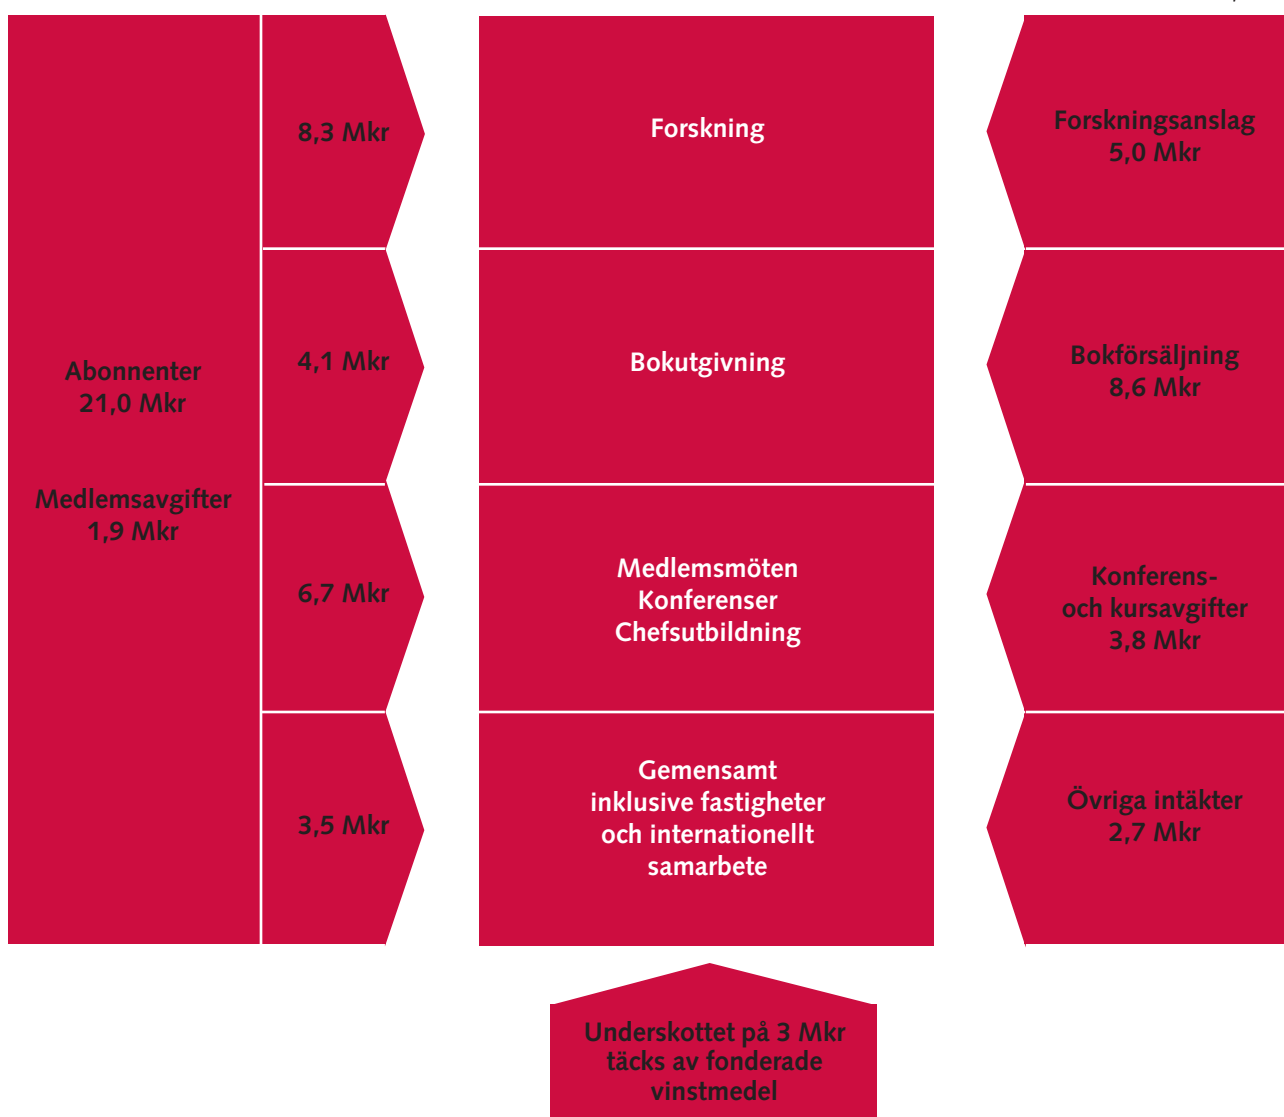 Abonnenter
21,0 Mkr
Medlemsavgifter
1,9 Mkr
8,3 Mkr
4,1 Mkr
6,7 Mkr
3,5 Mkr
Forskning
Bokutgivning
Medlemsmöten
Konferenser
Chefsutbildning
Gemensamt
inklusive fastigheter
och internationellt
samarbete
Forskningsanslag
5,0 Mkr
Bokförsäljning
8,6 Mkr
Konferens-
och kursavgifter
3,8 Mkr
Övriga intäkter
2,7 Mkr
Underskottet på 3 Mkr
täcks av fonderade
vinstmedel